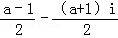 a-1/2 - (a+1) i/2